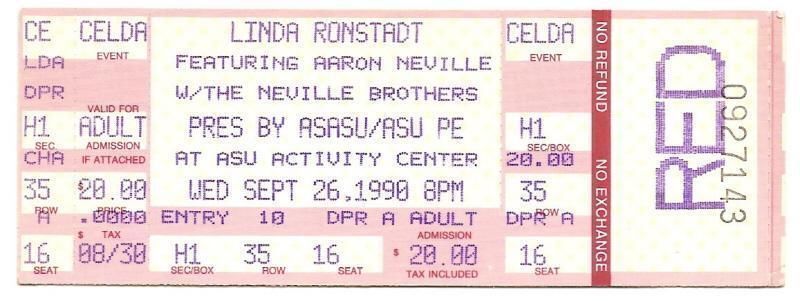 CE CELDA LINDA RONSTADT CELDA
EVENT EVENT
LDA FEATURING AARON NEVILLE
DPR W/THE NEVILLE BROTHERS
VALID FOR
H1 ADULT PRES BY ASASU/ASU PE H1
SEC ADMISSION SEC/BOX
CHA IF ATTACHED AT ASU ACTIVITY CENTER 20.00
35 $20.00 WED SEPT 26,1990 8PM 35
ROW PRICE ROW
A .0000 ENTRY 10 DPR A ADULT DPR A
$ TAX ADMISSION
16 08/30 H1 35 16 $ 20.00 16
SEAT SEC/BOX ROW SEAT TAX INCLUDED SEAT
NO REFUND NO EXCHANGE
RED
0927143